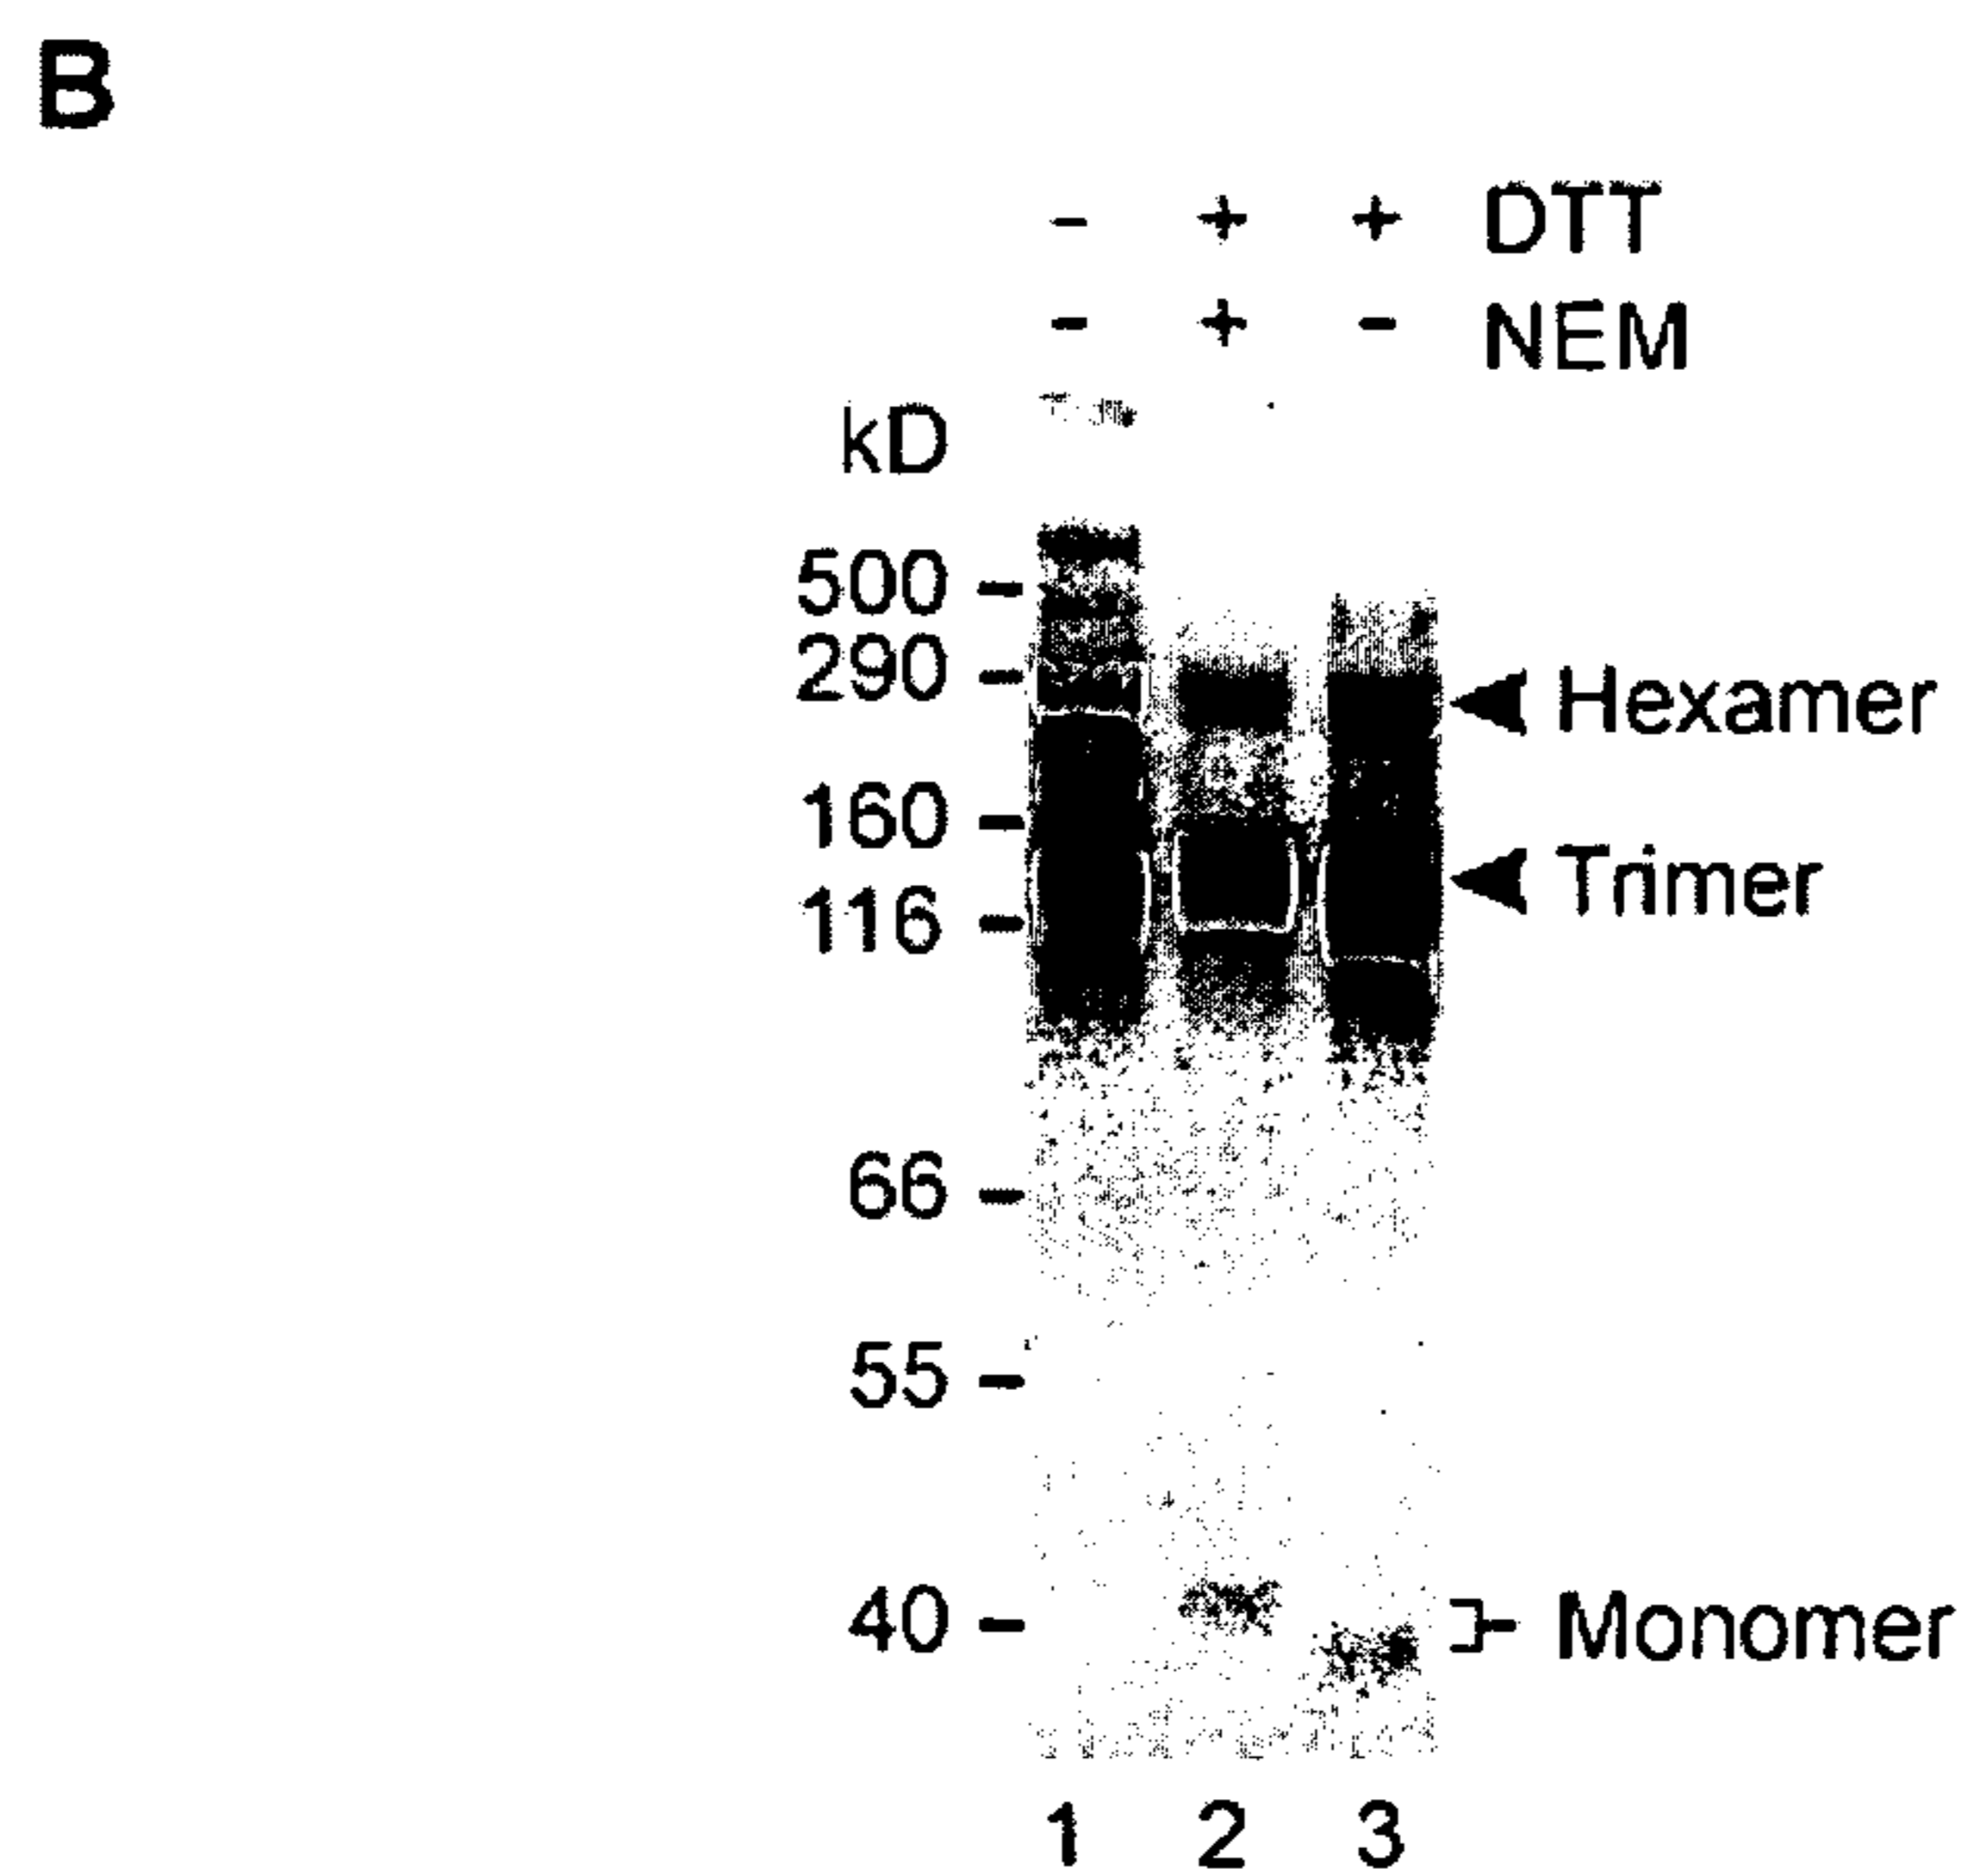 B
- + + DTT
- + - NEM
kD
500
290
Hexamer
160
Trimer
116
66
55
40
Monomer
1 2 3